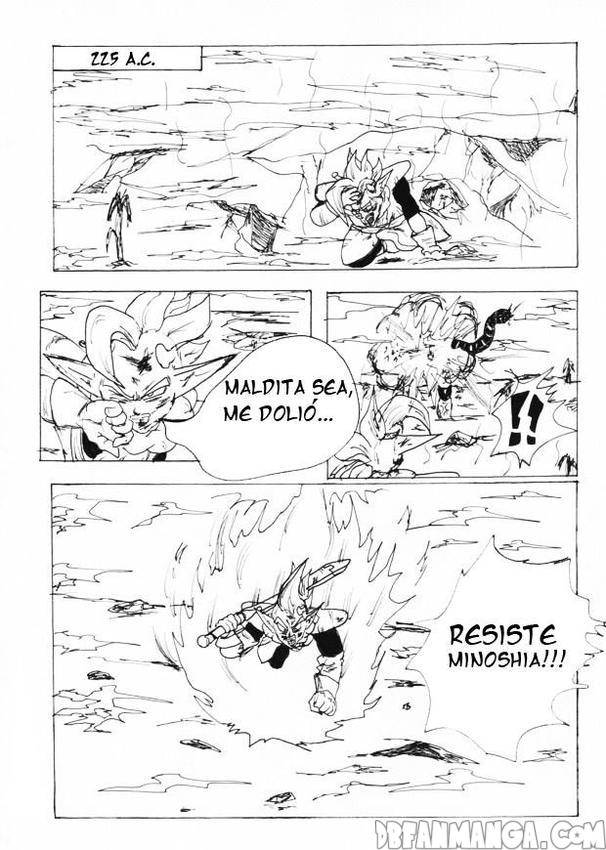 225 A.C.
MALDITA SEA,
ME DOLIÓ...
!!
RESISTE
MINOSHIA!!!
DBFANMANGA.COM